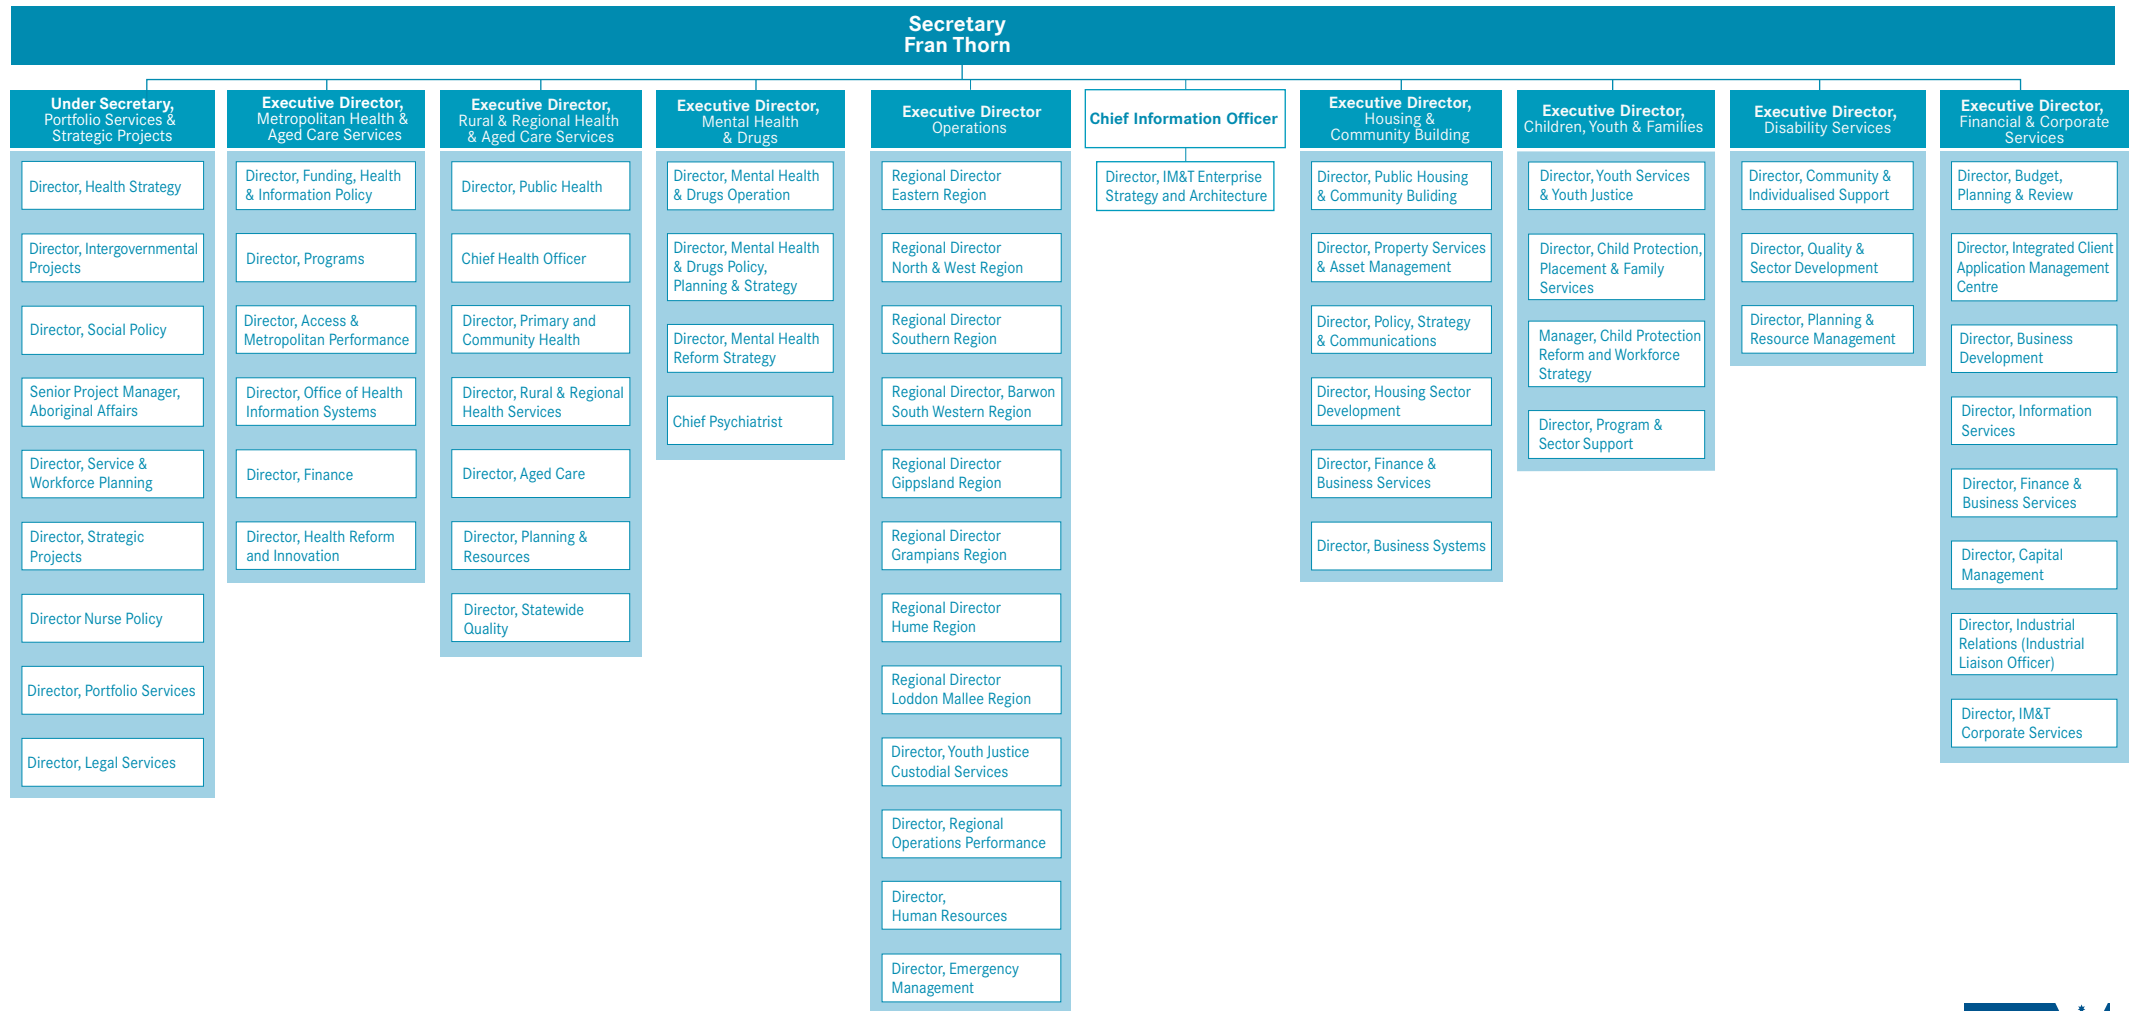 Secretary
Fran Thorn
Under Secretary,
Portfolio Services &
Strategic Projects
Director, Health Strategy
Director, Intergovernmental
Projects
Director, Social Policy
Senior Project Manager,
Aboriginal Affairs
Director, Service &
Workforce Planning
Director, Strategic
Projects
Director Nurse Policy
Director, Portfolio Services
Director, Legal Services
Executive Director,
Metropolitan Health &
Aged Care Services
Director, Funding, Health
& Information Policy
Director, Programs
Director, Access &
Metropolitan Performance
Director, Office of Health
Information Systems
Director, Finance
Director, Health Reform
and Innovation
Executive Director,
Rural & Regional Health
& Aged Care Services
Director, Public Health
Chief Health Officer
Director, Primary and
Community Health
Director, Rural & Regional
Health Services
Director, Aged Care
Director, Planning &
Resources
Director, Statewide
Quality
Executive Director,
Mental Health
& Drugs
Director, Mental Health
& Drugs Operation
Director, Mental Health
& Drugs Policy,
Planning & Strategy
Director, Mental Health
Reform Strategy
Chief Psychiatrist
Executive Director
Operations
Regional Director
Eastern Region
Regional Director
North & West Region
Regional Director
Southern Region
Regional Director, Barwon
South Western Region
Regional Director
Gippsland Region
Regional Director
Grampians Region
Regional Director
Hume Region
Regional Director
Loddon Mallee Region
Director, Youth Justice
Custodial Services
Director, Regional
Operations Performance
Director,
Human Resources
Director, Emergency
Management
Chief Information Officer
Director, IM&T Enterprise
Strategy and Architecture
Executive Director,
Housing &
Community Building
Director, Public Housing
& Community Buliding
Director, Property Services
& Asset Management
Director, Policy, Strategy
& Communications
Director, Housing Sector
Development
Director, Finance &
Business Services
Director, Business Systems
Executive Director,
Children, Youth & Families
Director, Youth Services
& Youth Justice
Director, Child Protection,
Placement & Family
Services
Manager, Child Protection
Reform and Workforce
Strategy
Director, Program &
Sector Support
Executive Director,
Disability Services
Director, Community &
Individualised Support
Director, Quality &
Sector Development
Director, Planning &
Resource Management
Executive Director,
Financial & Corporate
Services
Director, Budget,
Planning & Review
Director, Integrated Client
Application Management
Centre
Director, Business
Development
Director, Information
Services
Director, Finance &
Business Services
Director, Capital
Management
Director, Industrial
Relations (Industrial
Liaison Officer)
Director, IM&T
Corporate Services